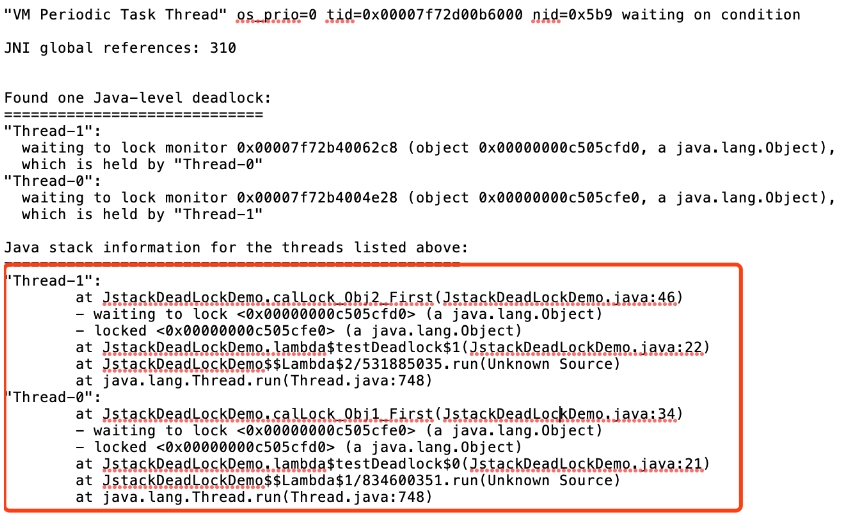 "VM Periodic Task Thread" os_prio=0 tid=0x00007f72d00b6000 nid=0x5b9 waiting on condition
JNI global references: 310
Found one Java-level deadlock:
=============================
"Thread-1":
waiting to lock monitor 0x00007f72b40062c8 (object 0x00000000c505cfd0, a java.lang.Object),
which is held by "Thread-0"
"Thread-0":
waiting to lock monitor 0x00007f72b4004e28 (object 0x00000000c505cfe0, a java.lang.Object),
which is held by "Thread-1"
Java stack information for the threads listed above:
===================================================
"Thread-1":
at JstackDeadLockDemo.calLock_Obj2_First(JstackDeadLockDemo.java:46)
- waiting to lock <0x00000000c505cfd0> (a java.lang.Object)
- locked <0x00000000c505cfe0> (a java.lang.Object)
at JstackDeadLockDemo.lambda$testDeadlock$1(JstackDeadLockDemo.java:22)
at JstackDeadLockDemo$$Lambda$2/531885035.run(Unknown Source)
at java.lang.Thread.run(Thread.java:748)
"Thread-0":
at JstackDeadLockDemo.calLock_Obj1_First(JstackDeadLockDemo.java:34)
- waiting to lock <0x00000000c505cfe0> (a java.lang.Object)
- locked <0x00000000c505cfd0> (a java.lang.Object)
at JstackDeadLockDemo.lambda$testDeadlock$0(JstackDeadLockDemo.java:21)
at JstackDeadLockDemo$$Lambda$1/834600351.run(Unknown Source)
at java.lang.Thread.run(Thread.java:748)